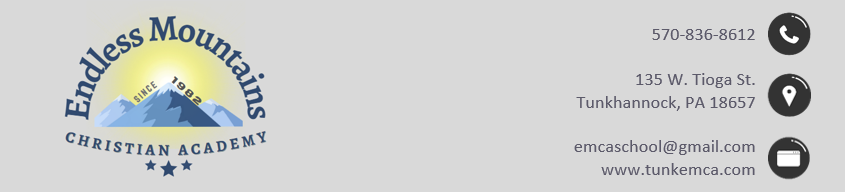 Endless Mountains
SINCE 1982
CHRISTIAN ACADEMY
570-836-8612
135 W. Tioga St.
Tunkhannock, PA 18657
emcaschool@gmail.com
www.tunkemca.com